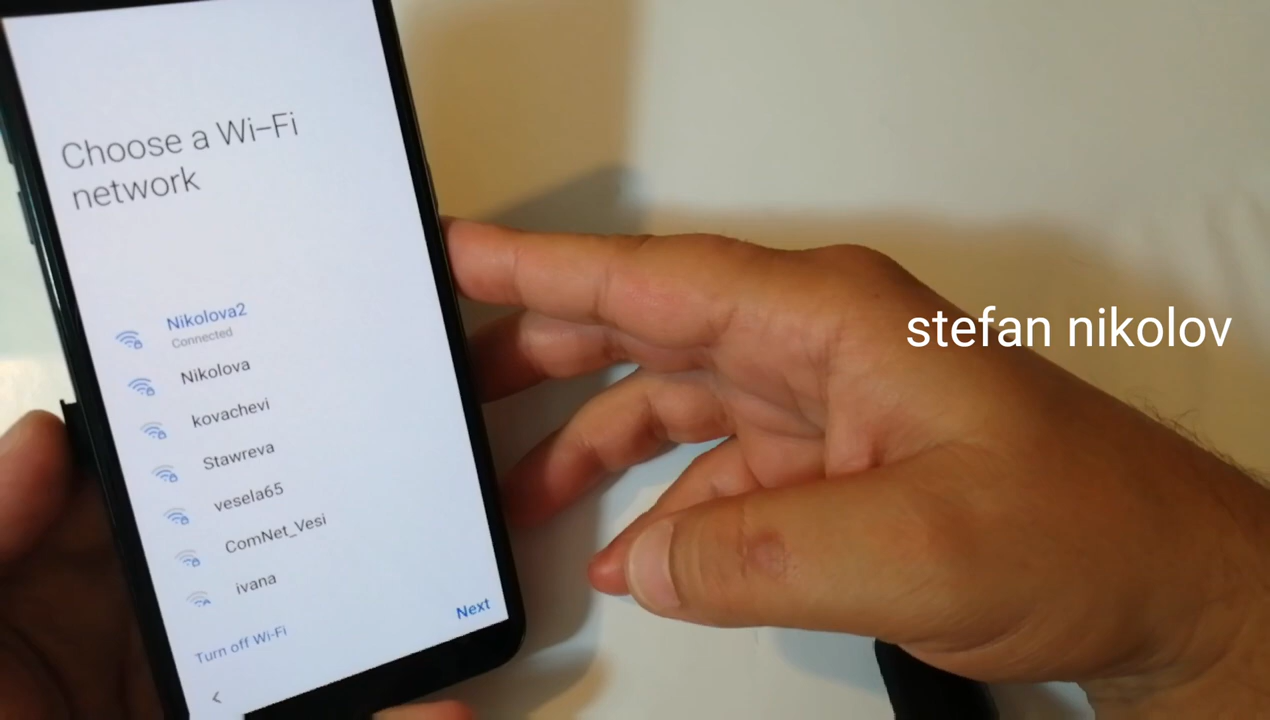 Choose a Wi-Fi
network
Nikolova2
Connected
Nikolova
kovachevi
Stawreva
vesela65
ComNet_Vesi
ivana
Next
Turn off Wi-Fi
stefan nikolov